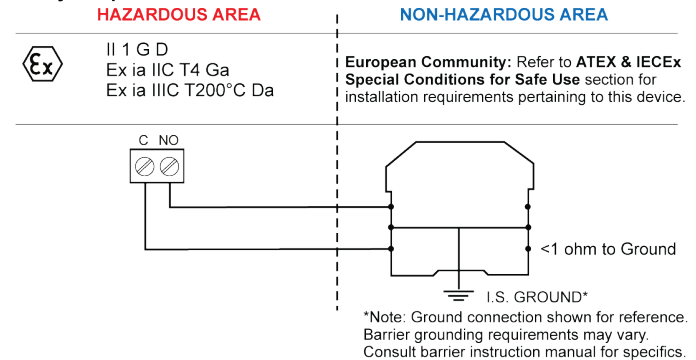 HAZARDOUS AREA
NON-HAZARDOUS AREA
Ex
II 1 G D
Ex ia IIC T4 Ga
Ex ia IIIC T200°C Da
European Community: Refer to ATEX & IECEx
Special Conditions for Safe Use section for
installation requirements pertaining to this device.
C NO
<1 ohm to Ground
I.S. GROUND*
*Note: Ground connection shown for reference.
Barrier grounding requirements may vary.
Consult barrier instruction manual for specifics.